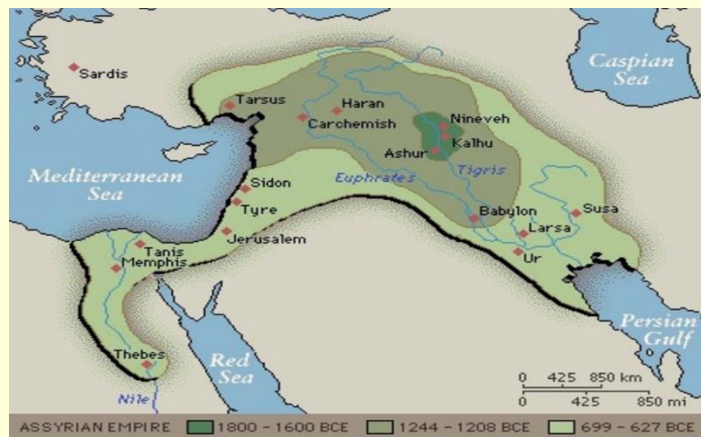 Caspian
Sea
Sardis
Tarsus
Haran
Carchemish
Nineveh
Kalhu
Ashur
Mediterranean
Sea
Euphrates
Tigris
Sidon
Tyre
Jerusalem
Babylon
Larsa
Susa
Ur
Tanis
Memphis
Thebes
Nile
Red
Sea
Persian
Gulf
0 425 850 km
0 425 850 mi
ASSYRIAN EMPIRE 1800 - 1600 BCE 1244 - 1208 BCE 699 - 627 BCE